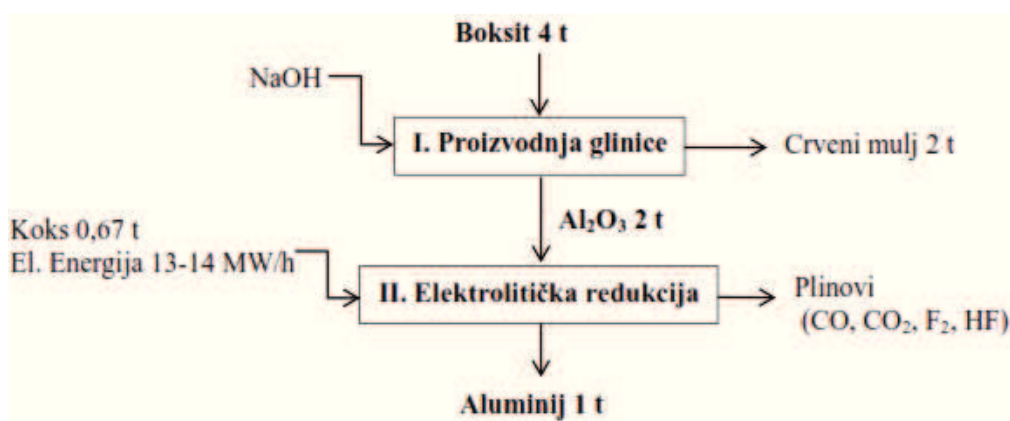 Boksit 4 t
NaOH
I. Proizvodnja glinice
Crveni mulj 2 t
Al₂O₃ 2 t
Koks 0,67 t
El. Energija 13-14 MW/h
II. Elektrolitička redukcija
Plinovi
(CO, CO₂, F₂, HF)
Aluminij 1 t